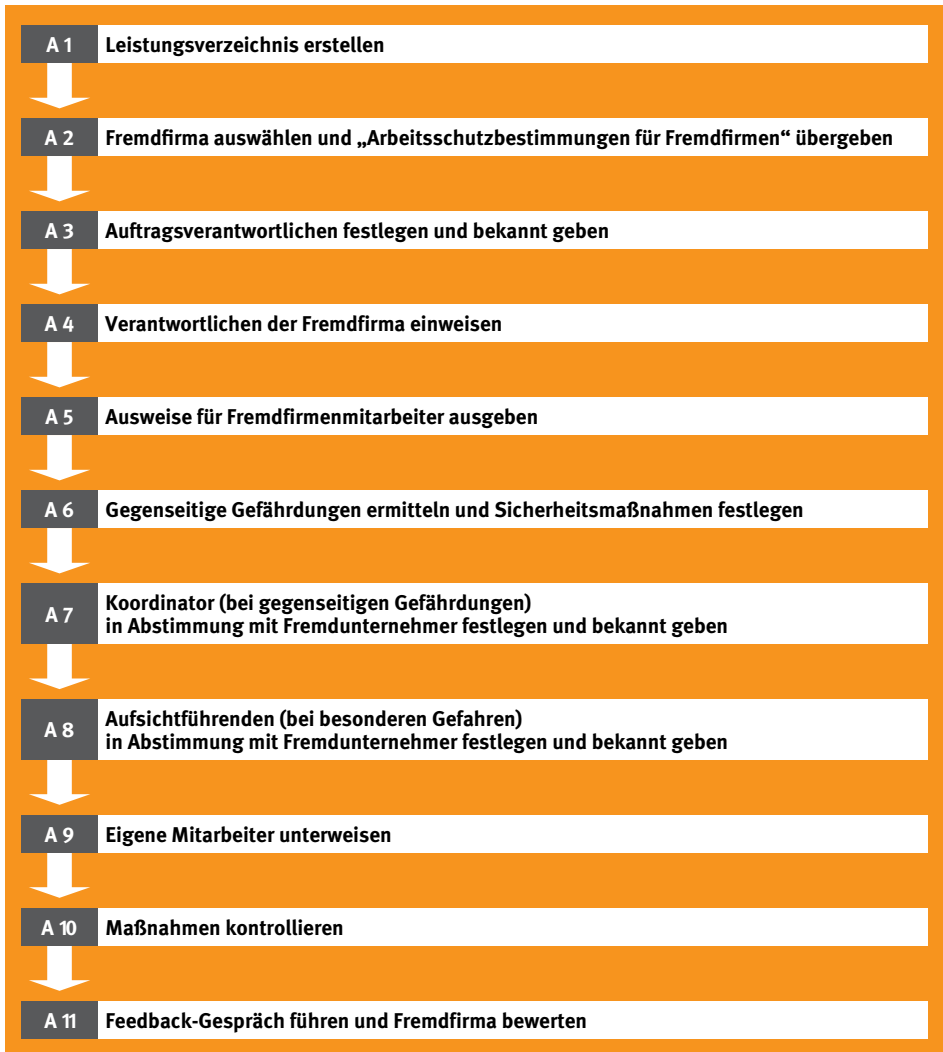 A 1 Leistungsverzeichnis erstellen
A 2 Fremdfirma auswählen und „Arbeitsschutzbestimmungen für Fremdfirmen“ übergeben
A 3 Auftragsverantwortlichen festlegen und bekannt geben
A 4 Verantwortlichen der Fremdfirma einweisen
A 5 Ausweise für Fremdfirmenmitarbeiter ausgeben
A 6 Gegenseitige Gefährdungen ermitteln und Sicherheitsmaßnahmen festlegen
A 7 Koordinator (bei gegenseitigen Gefährdungen)
in Abstimmung mit Fremdunternehmer festlegen und bekannt geben
A 8 Aufsichtführenden (bei besonderen Gefahren)
in Abstimmung mit Fremdunternehmer festlegen und bekannt geben
A 9 Eigene Mitarbeiter unterweisen
A 10 Maßnahmen kontrollieren
A 11 Feedback-Gespräch führen und Fremdfirma bewerten